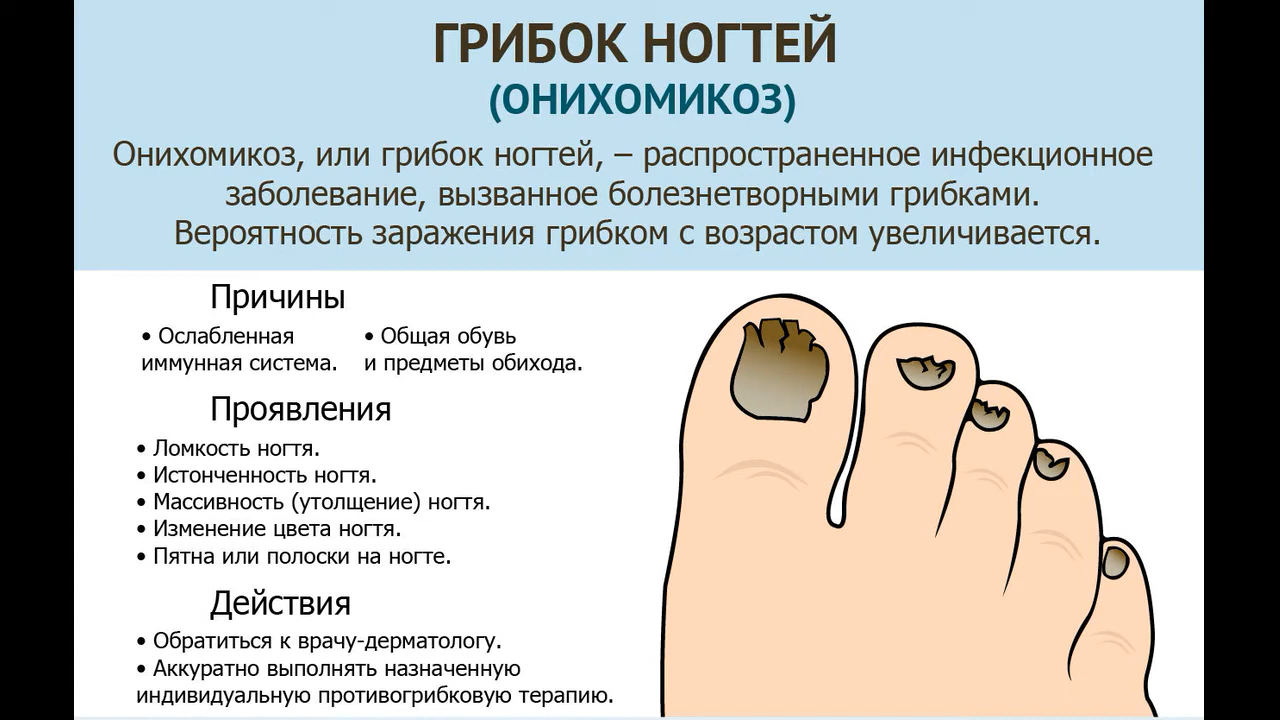 ГРИБОК НОГТЕЙ
(ОНИХОМИКОЗ)
Онихомикоз, или грибок ногтей, – распространенное инфекционное
заболевание, вызванное болезнетворными грибками.
Вероятность заражения грибком с возрастом увеличивается.
Причины
• Ослабленная
иммунная система.
• Общая обувь
и предметы обихода.
Проявления
• Ломкость ногтя.
• Истонченность ногтя.
• Массивность (утолщение) ногтя.
• Изменение цвета ногтя.
• Пятна или полоски на ногте.
Действия
• Обратиться к врачу-дерматологу.
• Аккуратно выполнять назначенную
индивидуальную противогрибковую терапию.